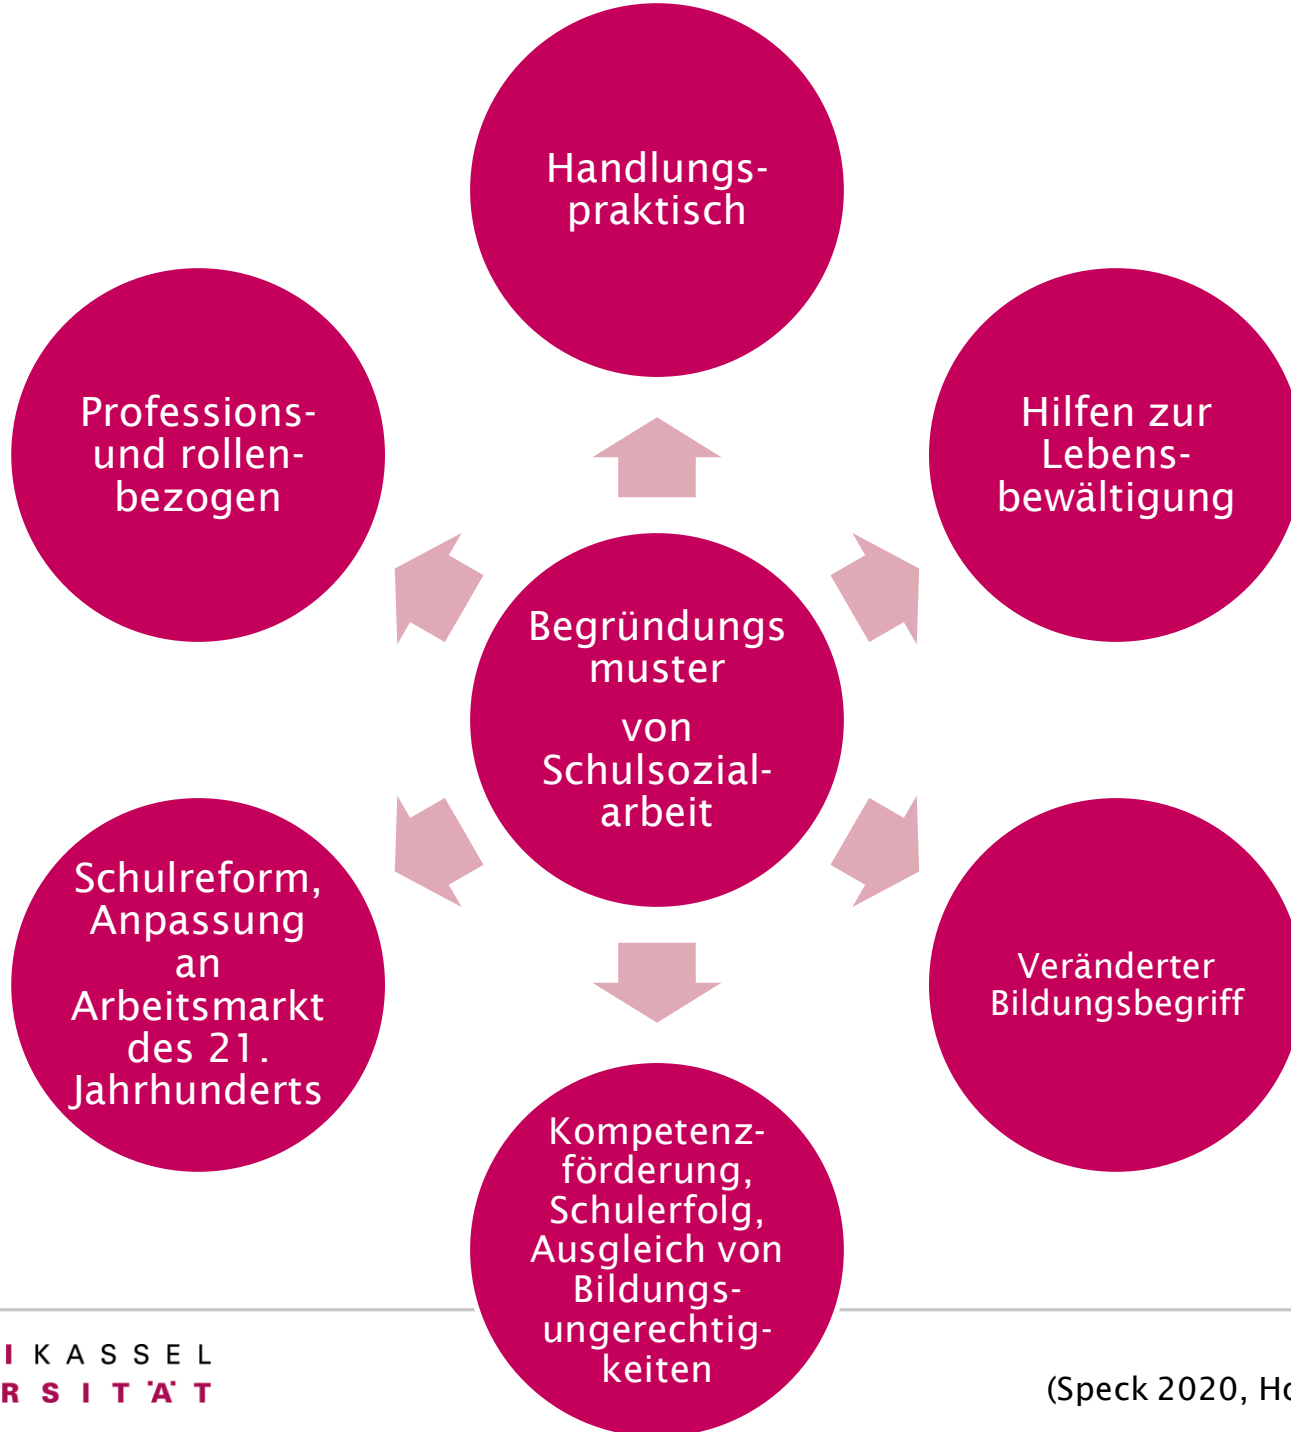 Handlungs-
praktisch
Professions-
und rollen-
bezogen
Hilfen zur
Lebens-
bewältigung
Begründungs
muster
von
Schulsozial-
arbeit
Schulreform,
Anpassung
an
Arbeitsmarkt
des 21.
Jahrhunderts
Veränderter
Bildungsbegriff
Kompetenz-
förderung,
Schulerfolg,
Ausgleich von
Bildungs-
ungerechtig-
keiten
I K A S S E L
R S I T Ä T
(Speck 2020,